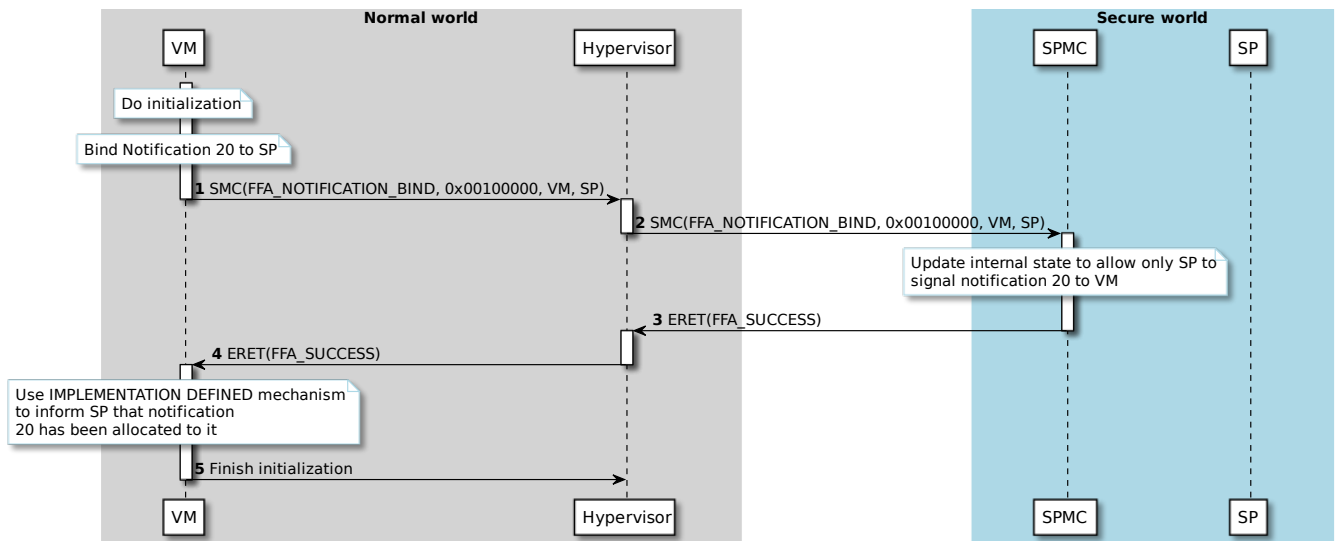 Normal world
Secure world
VM
Hypervisor
SPMC
SP
Do initialization
Bind Notification 20 to SP
1 SMC(FFA_NOTIFICATION_BIND, 0x00100000, VM, SP)
2 SMC(FFA_NOTIFICATION_BIND, 0x00100000, VM, SP)
Update internal state to allow only SP to
signal notification 20 to VM
3 ERET(FFA_SUCCESS)
4 ERET(FFA_SUCCESS)
Use IMPLEMENTATION DEFINED mechanism
to inform SP that notification
20 has been allocated to it
5 Finish initialization
VM
Hypervisor
SPMC
SP